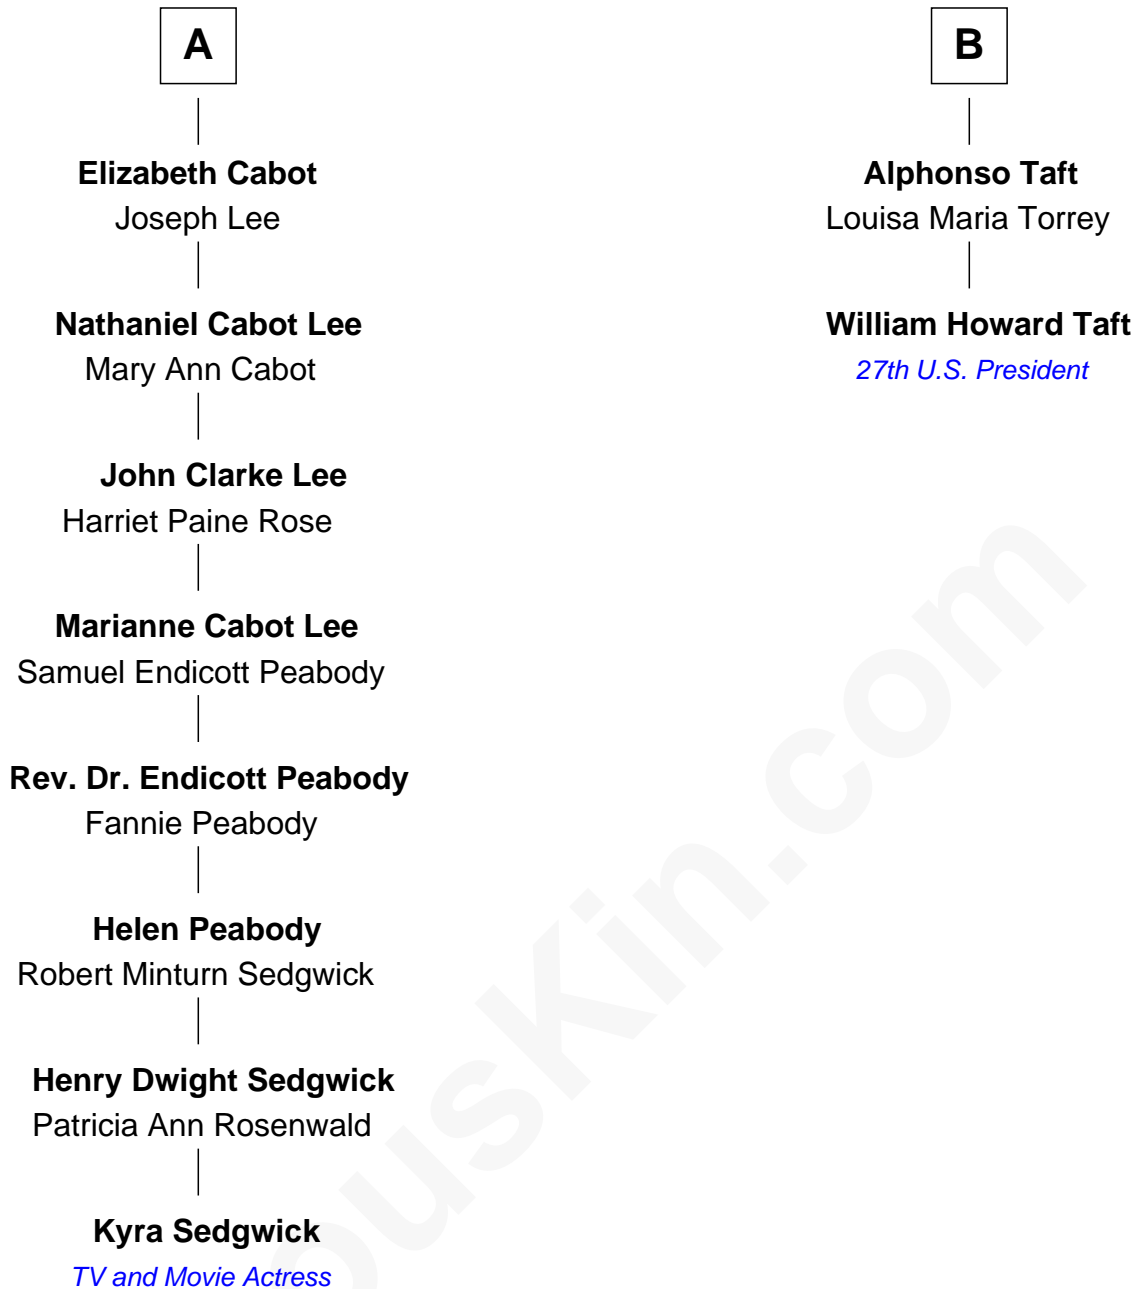 A
Elizabeth Cabot
Joseph Lee
Nathaniel Cabot Lee
Mary Ann Cabot
John Clarke Lee
Harriet Paine Rose
Marianne Cabot Lee
Samuel Endicott Peabody
Rev. Dr. Endicott Peabody
Fannie Peabody
Helen Peabody
Robert Minturn Sedgwick
Henry Dwight Sedgwick
Patricia Ann Rosenwald
Kyra Sedgwick
TV and Movie Actress
B
Alphonso Taft
Louisa Maria Torrey
William Howard Taft
27th U.S. President
ousKin.com